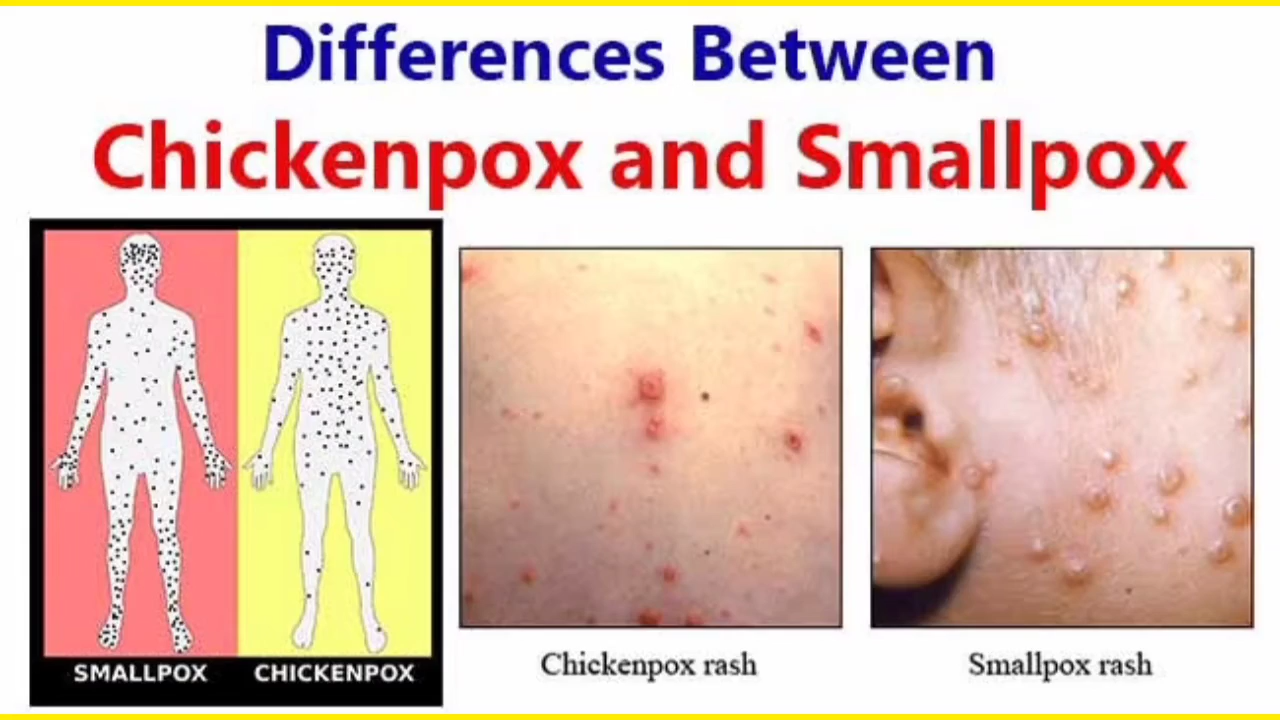 Differences Between
Chickenpox and Smallpox
SMALLPOX CHICKENPOX
Chickenpox rash
Smallpox rash